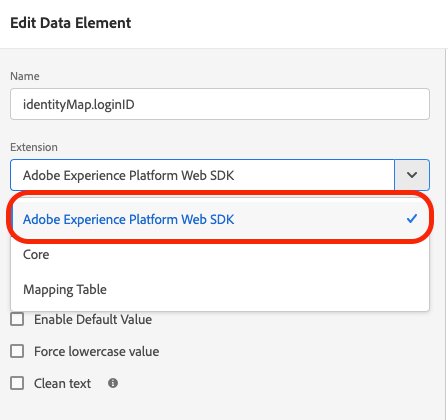 Edit Data Element
Name
identityMap.loginID
Extension
Adobe Experience Platform Web SDK
Adobe Experience Platform Web SDK
Core
Mapping Table
Enable Default Value
Force lowercase value
Clean text